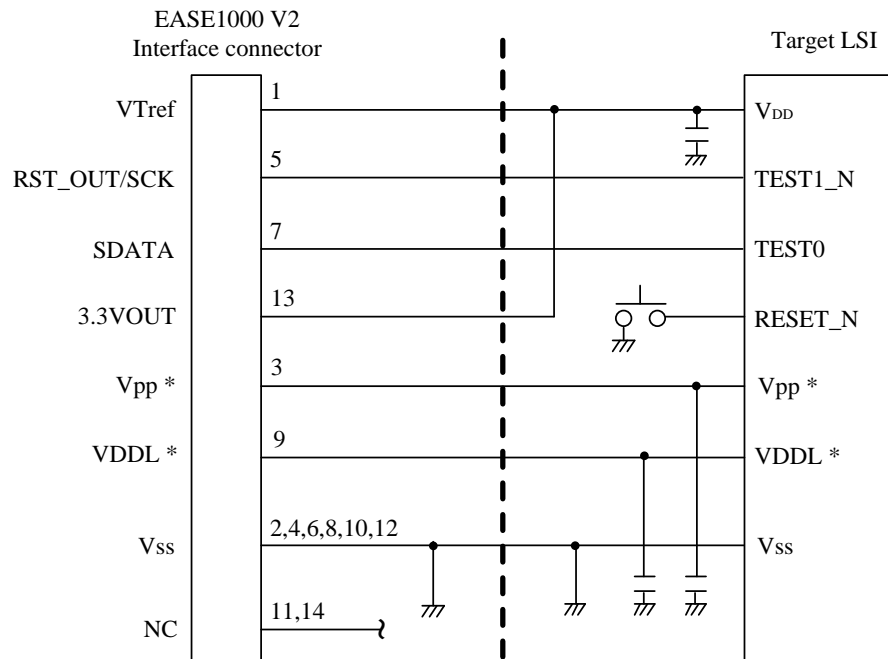 EASE1000 V2
Interface connector
Target LSI
VTref 1 VDD
RST_OUT/SCK 5 TEST1_N
SDATA 7 TEST0
3.3VOUT 13 RESET_N
Vpp * 3 Vpp *
VDDL * 9 VDDL *
Vss 2,4,6,8,10,12 Vss
NC 11,14